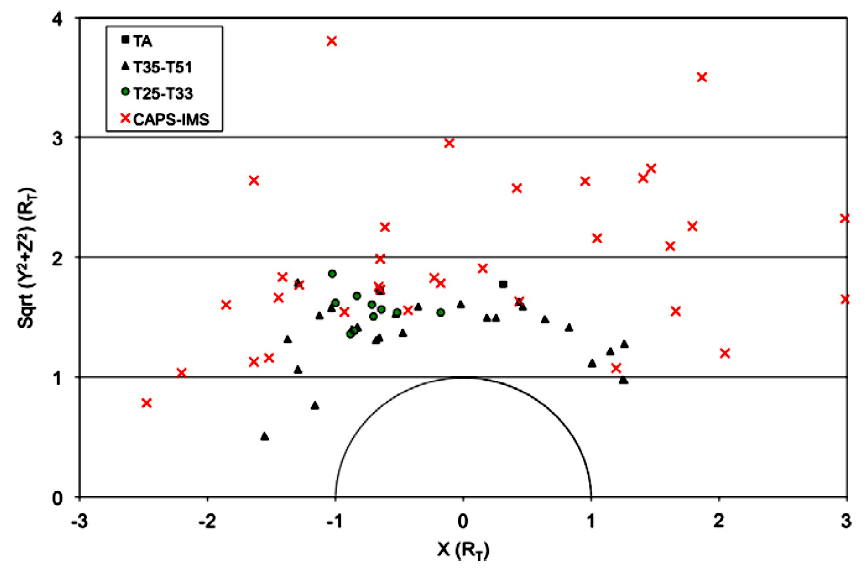 4
TA
T35-T51
T25-T33
CAPS-IMS
3
Sqrt (Y²+Z²) (R_T)
2
1
0
-3 -2 -1 0 1 2 3
X (R_T)